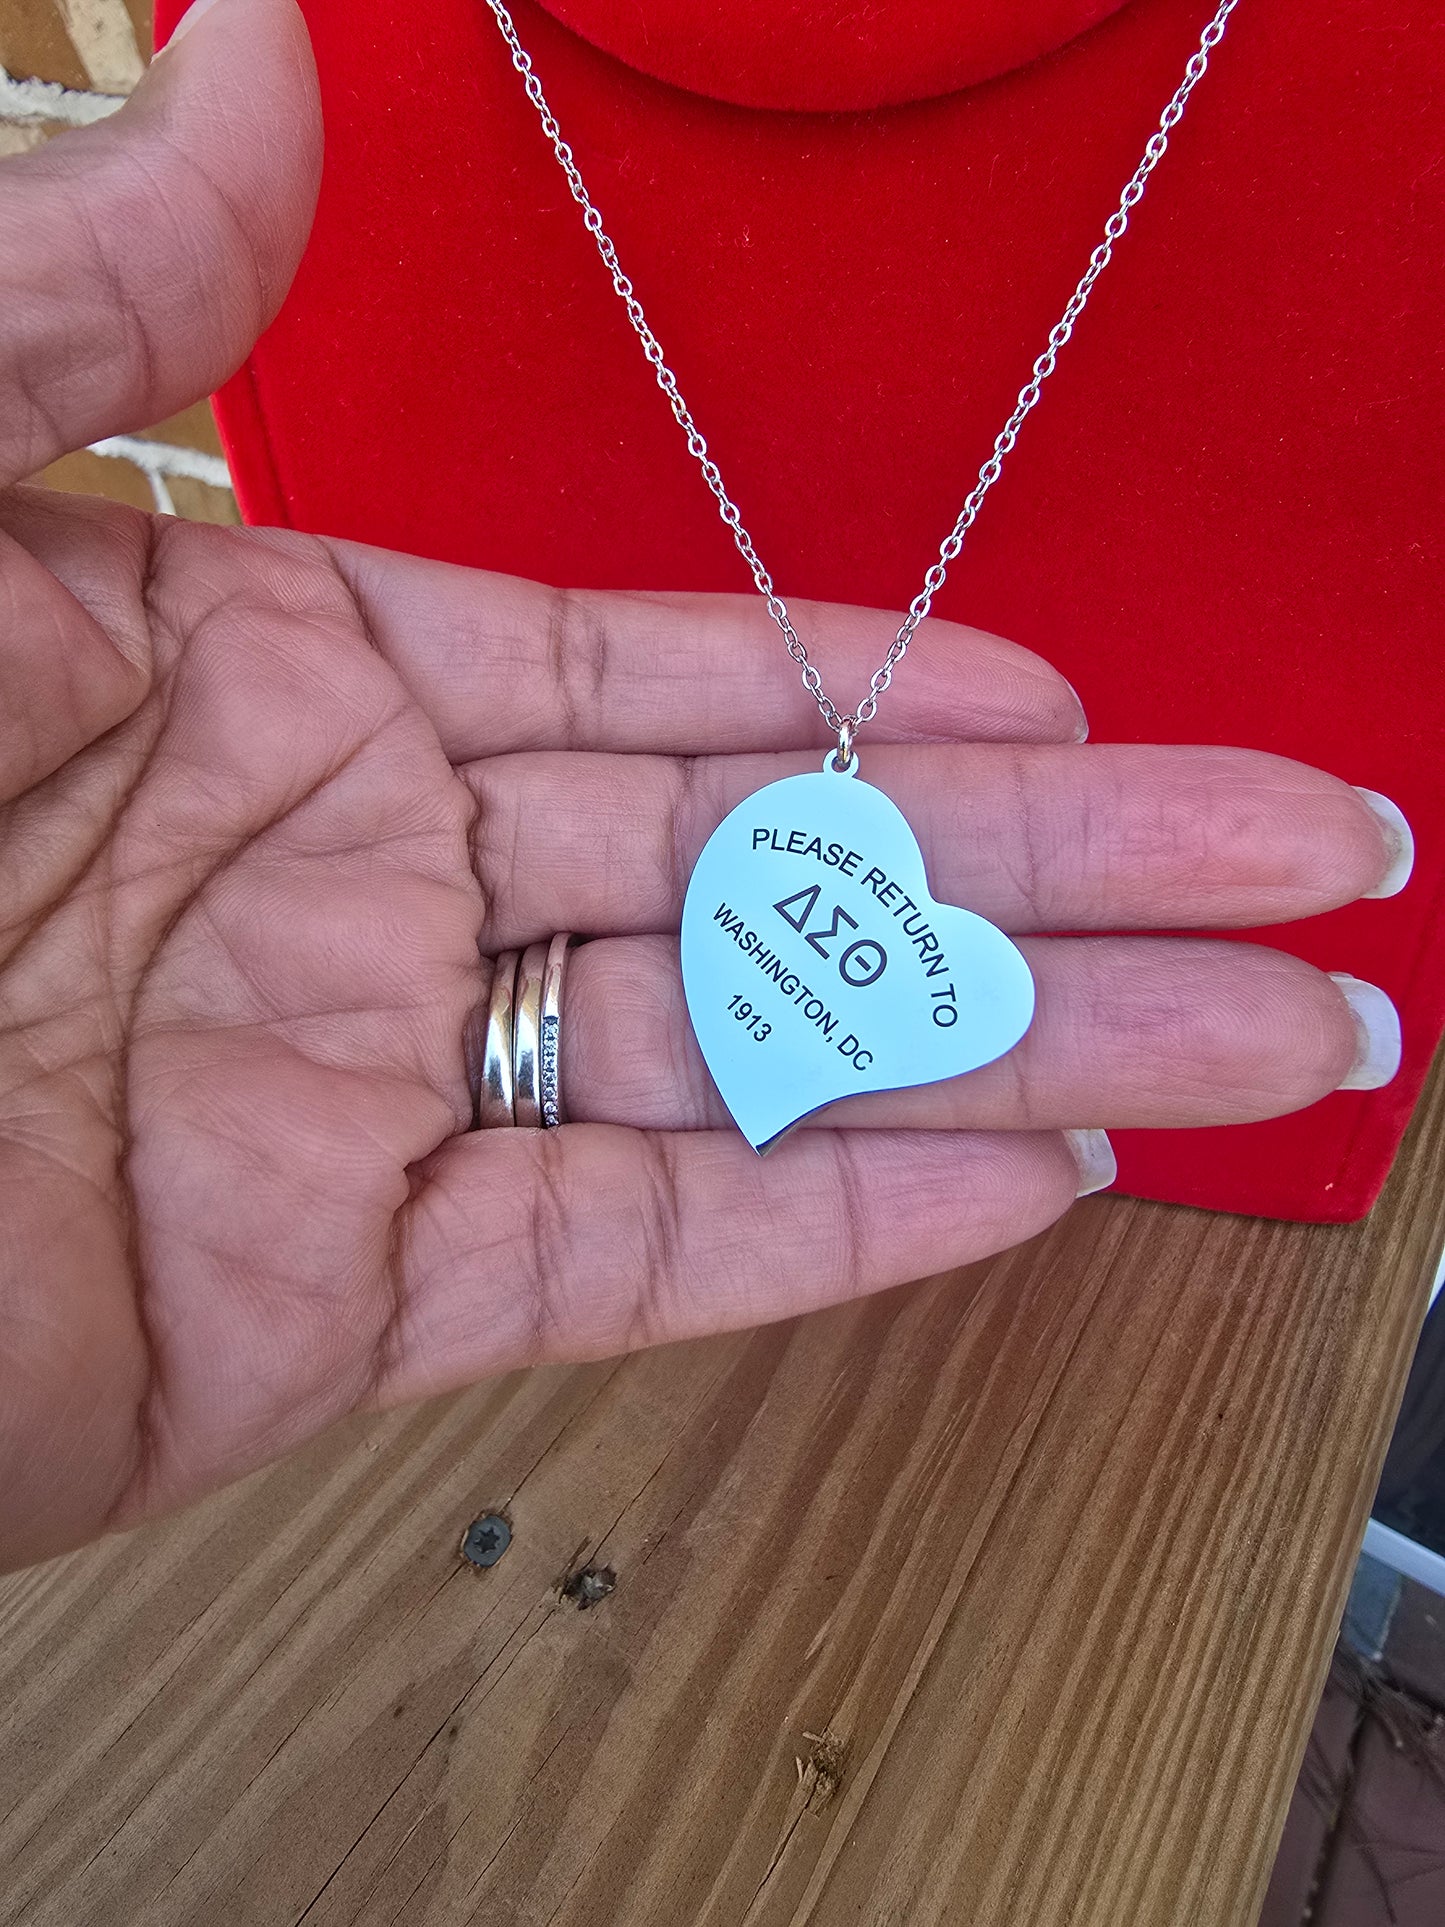 PLEASE RETURN TO
ΔΣΘ
WASHINGTON, DC
1913